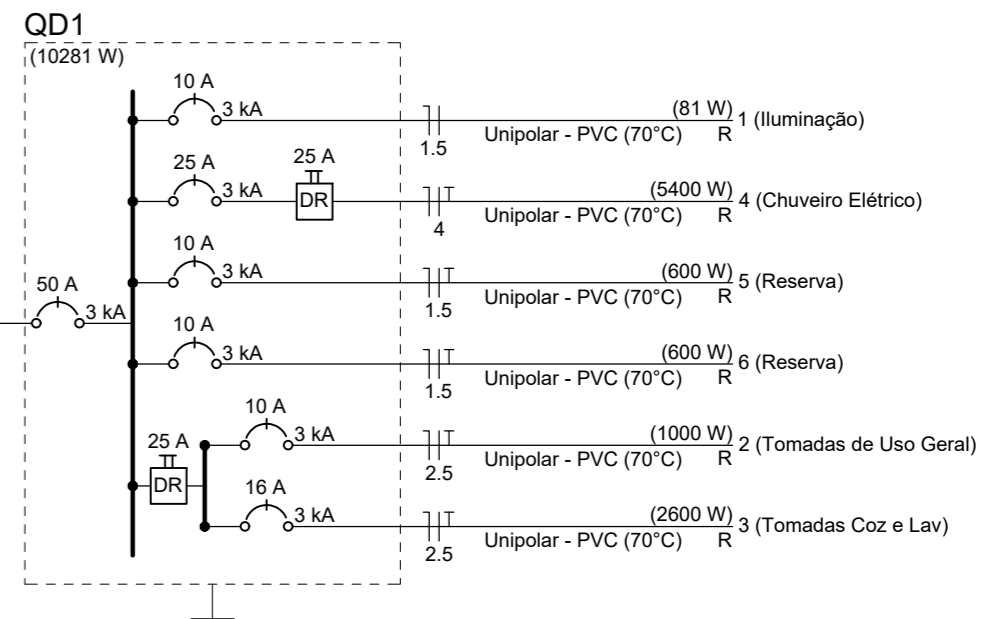 QD1
(10281 W)
10 A
3 kA
1.5
(81 W)
Unipolar - PVC (70°C) R
1 (Iluminação)
25 A
3 kA
25 A
DR
4
(5400 W)
Unipolar - PVC (70°C) R
4 (Chuveiro Elétrico)
10 A
3 kA
1.5
(600 W)
Unipolar - PVC (70°C) R
5 (Reserva)
50 A
3 kA
10 A
3 kA
1.5
(600 W)
Unipolar - PVC (70°C) R
6 (Reserva)
25 A
DR
10 A
3 kA
2.5
(1000 W)
Unipolar - PVC (70°C) R
2 (Tomadas de Uso Geral)
16 A
3 kA
2.5
(2600 W)
Unipolar - PVC (70°C) R
3 (Tomadas Coz e Lav)